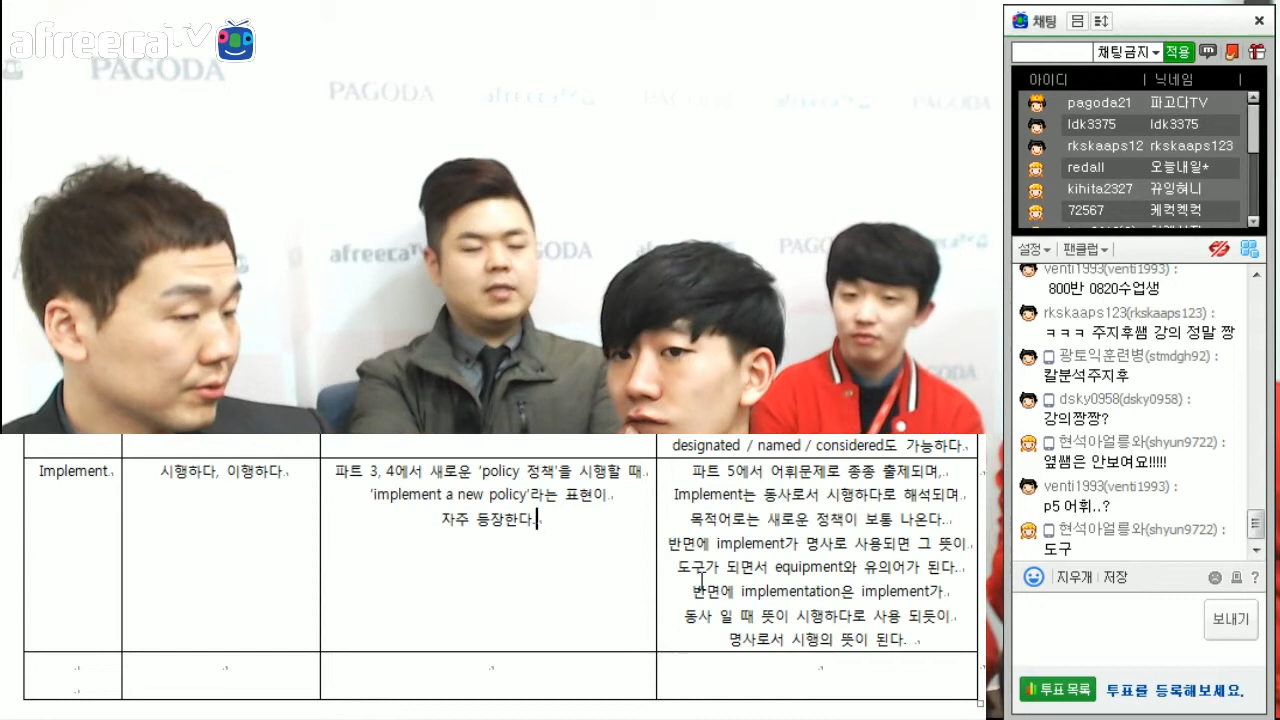 afreecaTV
PAGODA
PAGODA
afreecaTV
PAGODA
afreecaTV
PAGODA
afreecaTV
GODA
PAG
afreecaTV
GODA
designated / named / considered도 가능하다.
Implement
시행하다, 이행하다.
파트 3, 4에서 새로운 'policy 정책'을 시행할 때
'implement a new policy'라는 표현이
자주 등장한다.
파트 5에서 어휘문제로 종종 출제되며,
Implement는 동사로서 시행하다로 해석되며
목적어로는 새로운 정책이 보통 나온다.
반면에 implement가 명사로 사용되면 그 뜻이
도구가 되면서 equipment와 유의어가 된다.
반면에 implementation은 implement가
동사 일 때 뜻이 시행하다로 사용 되듯이
명사로서 시행의 뜻이 된다.
채팅
채팅금지 적용
아이디 | 닉네임 |
pagoda21 파고다TV
ldk3375 ldk3375
rkskaaps12 rkskaaps123
redall 오늘내일*
kihita2327 뀨잉혀니
72567 케컥켁컥
설정 | 팬클럽 |
venti1993(venti1993) :
800반 0820수업생
rkskaaps123(rkskaaps123) :
ㅋㅋㅋ 주지후쌤 강의 정말 짱
광토익훈련병(stmdgh92) :
칼분석주지후
dsky0958(dsky0958) :
강의짱짱?
현석아얼릉와(shyun9722) :
옆쌤은 안보여요!!!!!
venti1993(venti1993) :
p5 어휘..?
현석아얼릉와(shyun9722) :
도구
지우개 | 저장
보내기
투표 목록 투표를 등록해보세요.